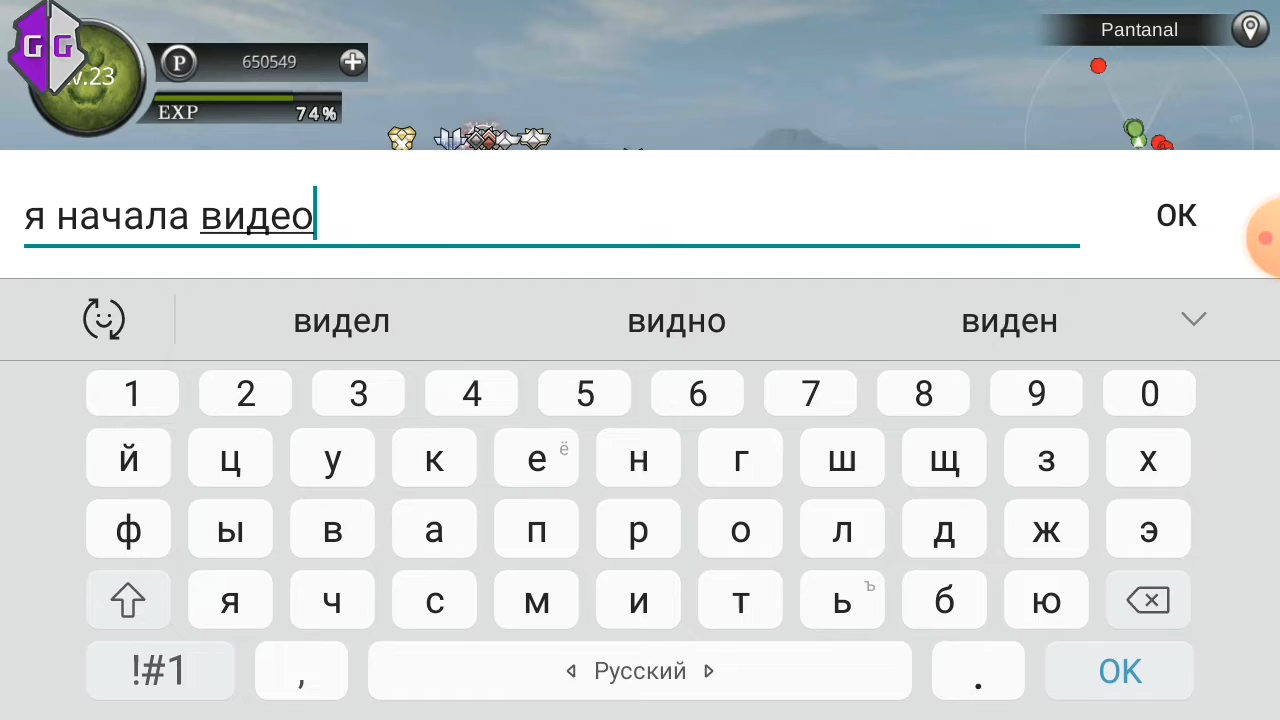 GG
v.23
P 650549 +
EXP 74%
Pantanal
я начала видео
ОК
видел видно виден
1 2 3 4 5 6 7 8 9 0
й ц у к е ё н г ш щ з х
ф ы в а п р о л д ж э
я ч с м и т ь ъ б ю
!#1 , Русский . OK